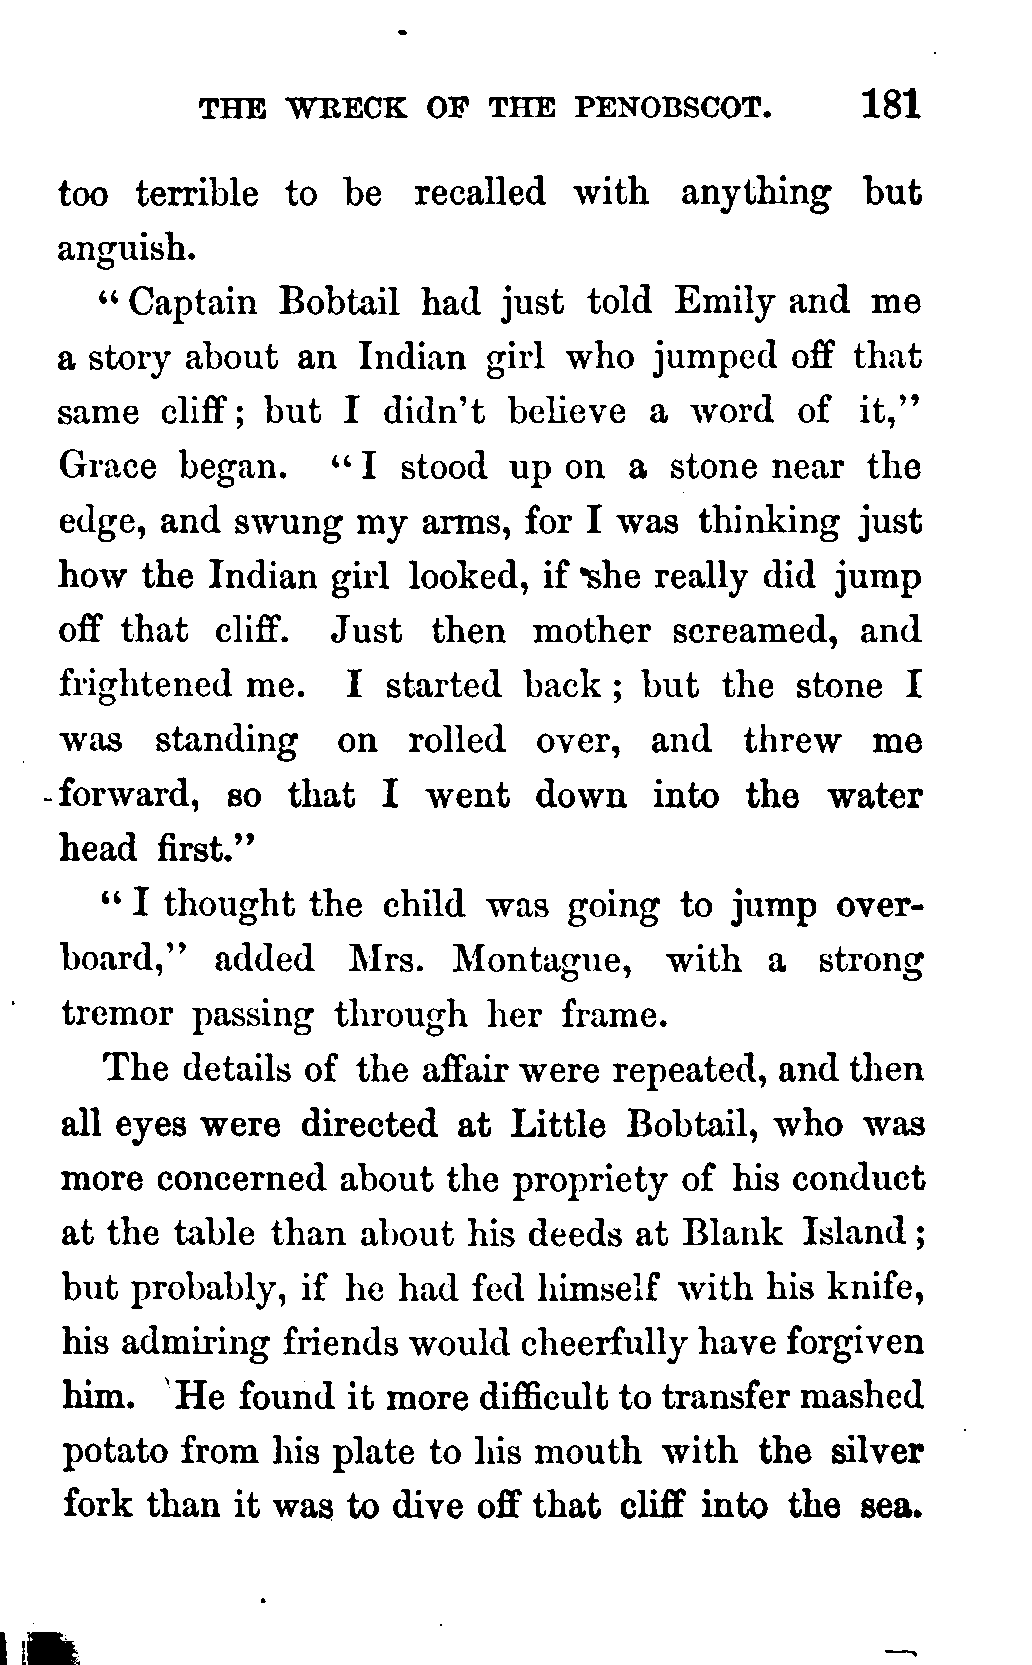 THE WRECK OF THE PENOBSCOT. 181
too terrible to be recalled with anything but
anguish.
“Captain Bobtail had just told Emily and me
a story about an Indian girl who jumped off that
same cliff; but I didn’t believe a word of it,”
Grace began. “I stood up on a stone near the
edge, and swung my arms, for I was thinking just
how the Indian girl looked, if she really did jump
off that cliff. Just then mother screamed, and
frightened me. I started back; but the stone I
was standing on rolled over, and threw me
forward, so that I went down into the water
head first.”
“I thought the child was going to jump over-
board,” added Mrs. Montague, with a strong
tremor passing through her frame.
The details of the affair were repeated, and then
all eyes were directed at Little Bobtail, who was
more concerned about the propriety of his conduct
at the table than about his deeds at Blank Island;
but probably, if he had fed himself with his knife,
his admiring friends would cheerfully have forgiven
him. He found it more difficult to transfer mashed
potato from his plate to his mouth with the silver
fork than it was to dive off that cliff into the sea.